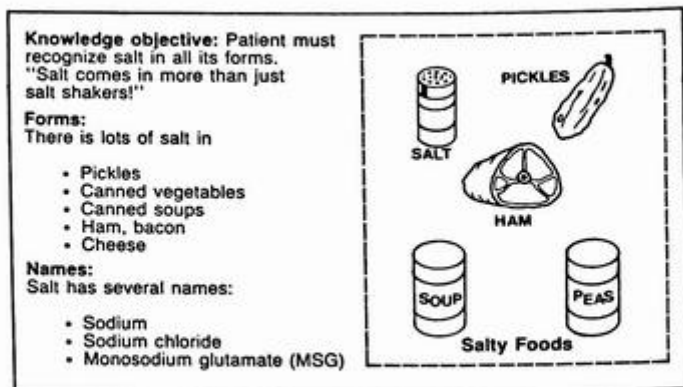 Knowledge objective: Patient must
recognize salt in all its forms.
"Salt comes in more than just
salt shakers!"
Forms:
There is lots of salt in
• Pickles
• Canned vegetables
• Canned soups
• Ham, bacon
• Cheese
Names:
Salt has several names:
• Sodium
• Sodium chloride
• Monosodium glutamate (MSG)
PICKLES
SALT
HAM
SOUP
PEAS
Salty Foods